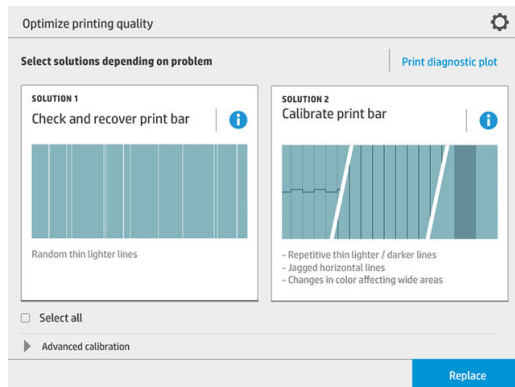 Optimize printing quality
Select solutions depending on problem
Print diagnostic plot
SOLUTION 1
Check and recover print bar
Random thin lighter lines
SOLUTION 2
Calibrate print bar
- Repetitive thin lighter / darker lines
- Jagged horizontal lines
- Changes in color affecting wide areas
Select all
Advanced calibration
Replace